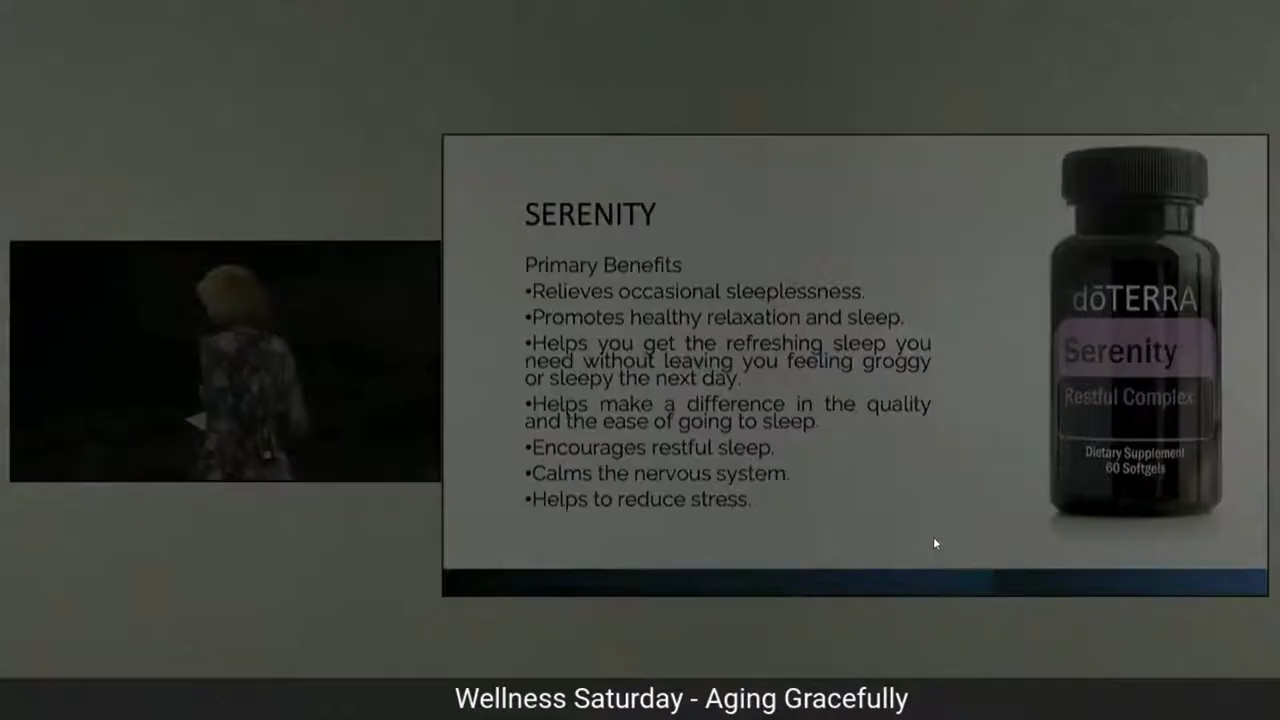 SERENITY
Primary Benefits
•Relieves occasional sleeplessness.
•Promotes healthy relaxation and sleep.
•Helps you get the refreshing sleep you
need without leaving you feeling groggy
or sleepy the next day.
•Helps make a difference in the quality
and the ease of going to sleep.
•Encourages restful sleep.
•Calms the nervous system.
•Helps to reduce stress.
dōTERRA
Serenity
Restful Complex
Dietary Supplement
60 Softgels
Wellness Saturday - Aging Gracefully